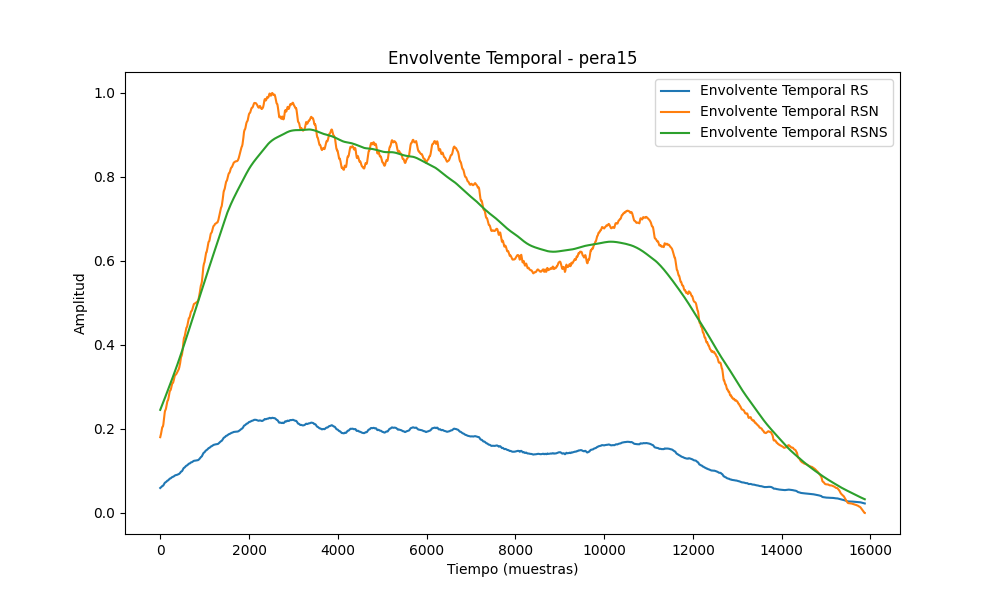 Envolvente Temporal - pera15
Envolvente Temporal RS
Envolvente Temporal RSN
Envolvente Temporal RSNS
Amplitud
1.0
0.8
0.6
0.4
0.2
0.0
0 2000 4000 6000 8000 10000 12000 14000 16000
Tiempo (muestras)